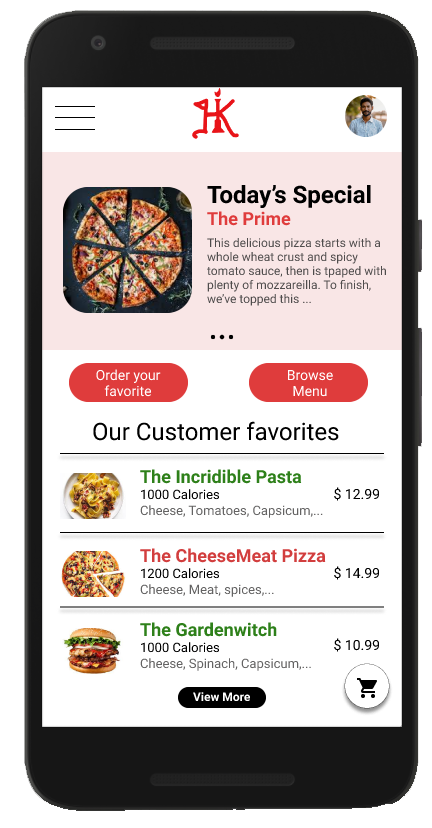 HK
Today's Special
The Prime
This delicious pizza starts with a
whole wheat crust and spicy
tomato sauce, then is tpaped with
plenty of mozzareilla. To finish,
we've topped this ...
Order your
favorite
Browse
Menu
Our Customer favorites
The Incridible Pasta
1000 Calories
$ 12.99
Cheese, Tomatoes, Capsicum,...
The CheeseMeat Pizza
1200 Calories
$ 14.99
Cheese, Meat, spices,...
The Gardenwitch
1000 Calories
$ 10.99
Cheese, Spinach, Capsicum,...
View More